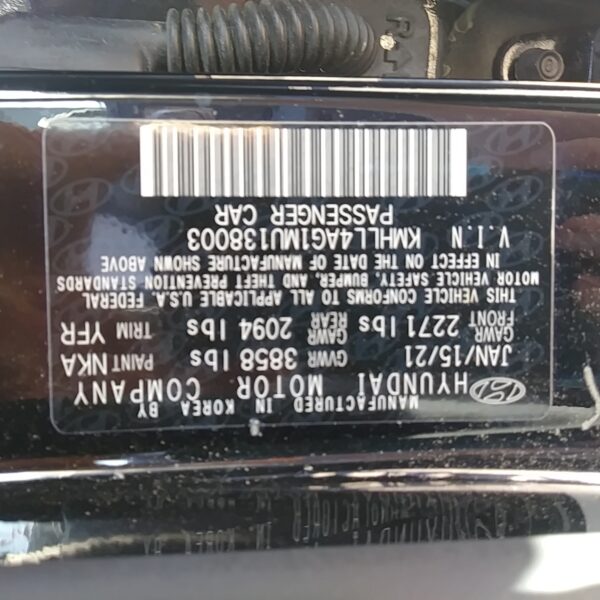 MANUFACTURED IN KOREA BY
HYUNDAI MOTOR COMPANY
JAN/15/21 GVWR 3858 lbs PAINT NKA
GAWR FRONT 2271 lbs GAWR REAR 2094 lbs TRIM YFR
THIS VEHICLE CONFORMS TO ALL APPLICABLE U.S.A. FEDERAL
MOTOR VEHICLE SAFETY, BUMPER, AND THEFT PREVENTION STANDARDS
IN EFFECT ON THE DATE OF MANUFACTURE SHOWN ABOVE
V.I.N KMHLL4AG1MU138003
PASSENGER CAR